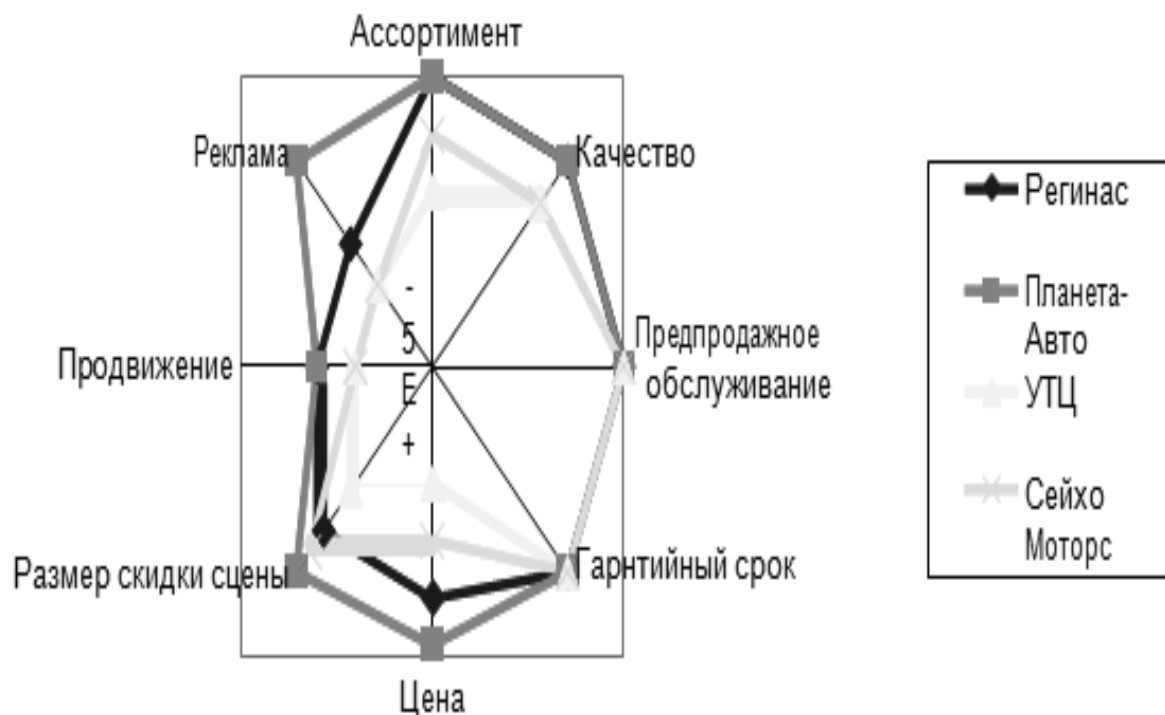 Ассортимент
Реклама
Качество
-
5
Е
+
Предпродажное
обслуживание
Продвижение
Размер скидки сцены
Гарнтийный срок
Цена
Регинас
Планета-
Авто
УТЦ
Сейхо
Моторс